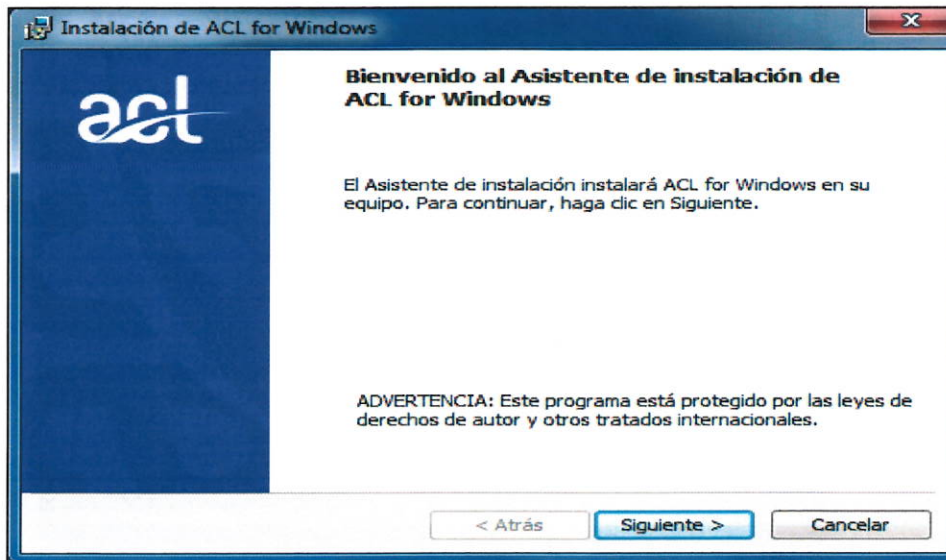 Instalación de ACL for Windows
acl
Bienvenido al Asistente de instalación de
ACL for Windows
El Asistente de instalación instalará ACL for Windows en su
equipo. Para continuar, haga clic en Siguiente.
ADVERTENCIA: Este programa está protegido por las leyes de
derechos de autor y otros tratados internacionales.
< Atrás
Siguiente >
Cancelar